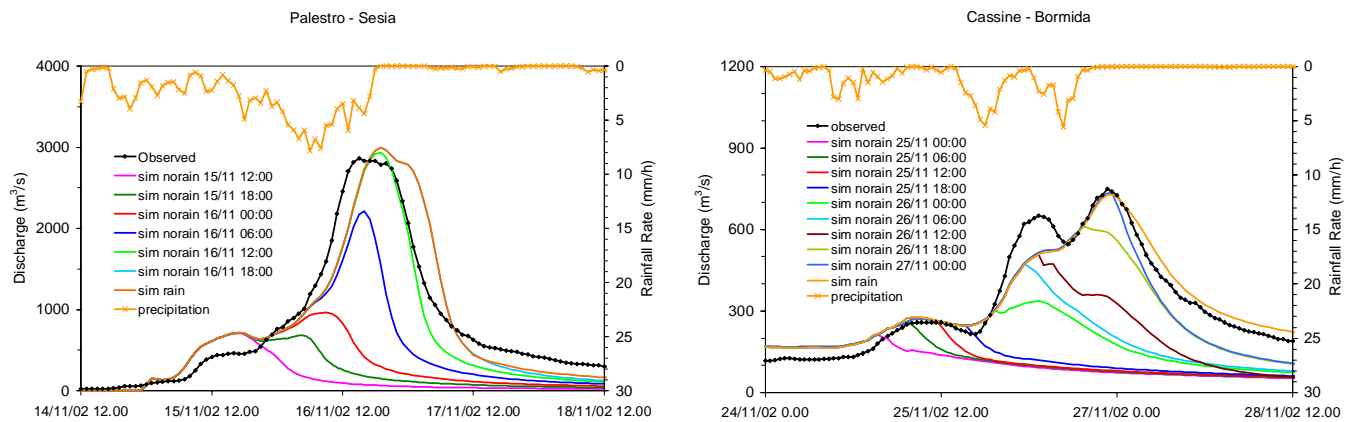 Palestro - Sesia
4000
3000
2000
1000
0
Discharge (m³/s)
0
5
10
15
20
25
30
Rainfall Rate (mm/h)
Observed
sim norain 15/11 12:00
sim norain 15/11 18:00
sim norain 16/11 00:00
sim norain 16/11 06:00
sim norain 16/11 12:00
sim norain 16/11 18:00
sim rain
precipitation
14/11/02 12.00 15/11/02 12.00 16/11/02 12.00 17/11/02 12.00 18/11/02 12.00
Cassine - Bormida
1200
900
600
300
0
Discharge (m³/s)
0
5
10
15
20
25
30
Rainfall Rate (mm/h)
observed
sim norain 25/11 00:00
sim norain 25/11 06:00
sim norain 25/11 12:00
sim norain 25/11 18:00
sim norain 26/11 00:00
sim norain 26/11 06:00
sim norain 26/11 12:00
sim norain 26/11 18:00
sim norain 27/11 00:00
sim rain
precipitation
24/11/02 0.00 25/11/02 12.00 27/11/02 0.00 28/11/02 12.00